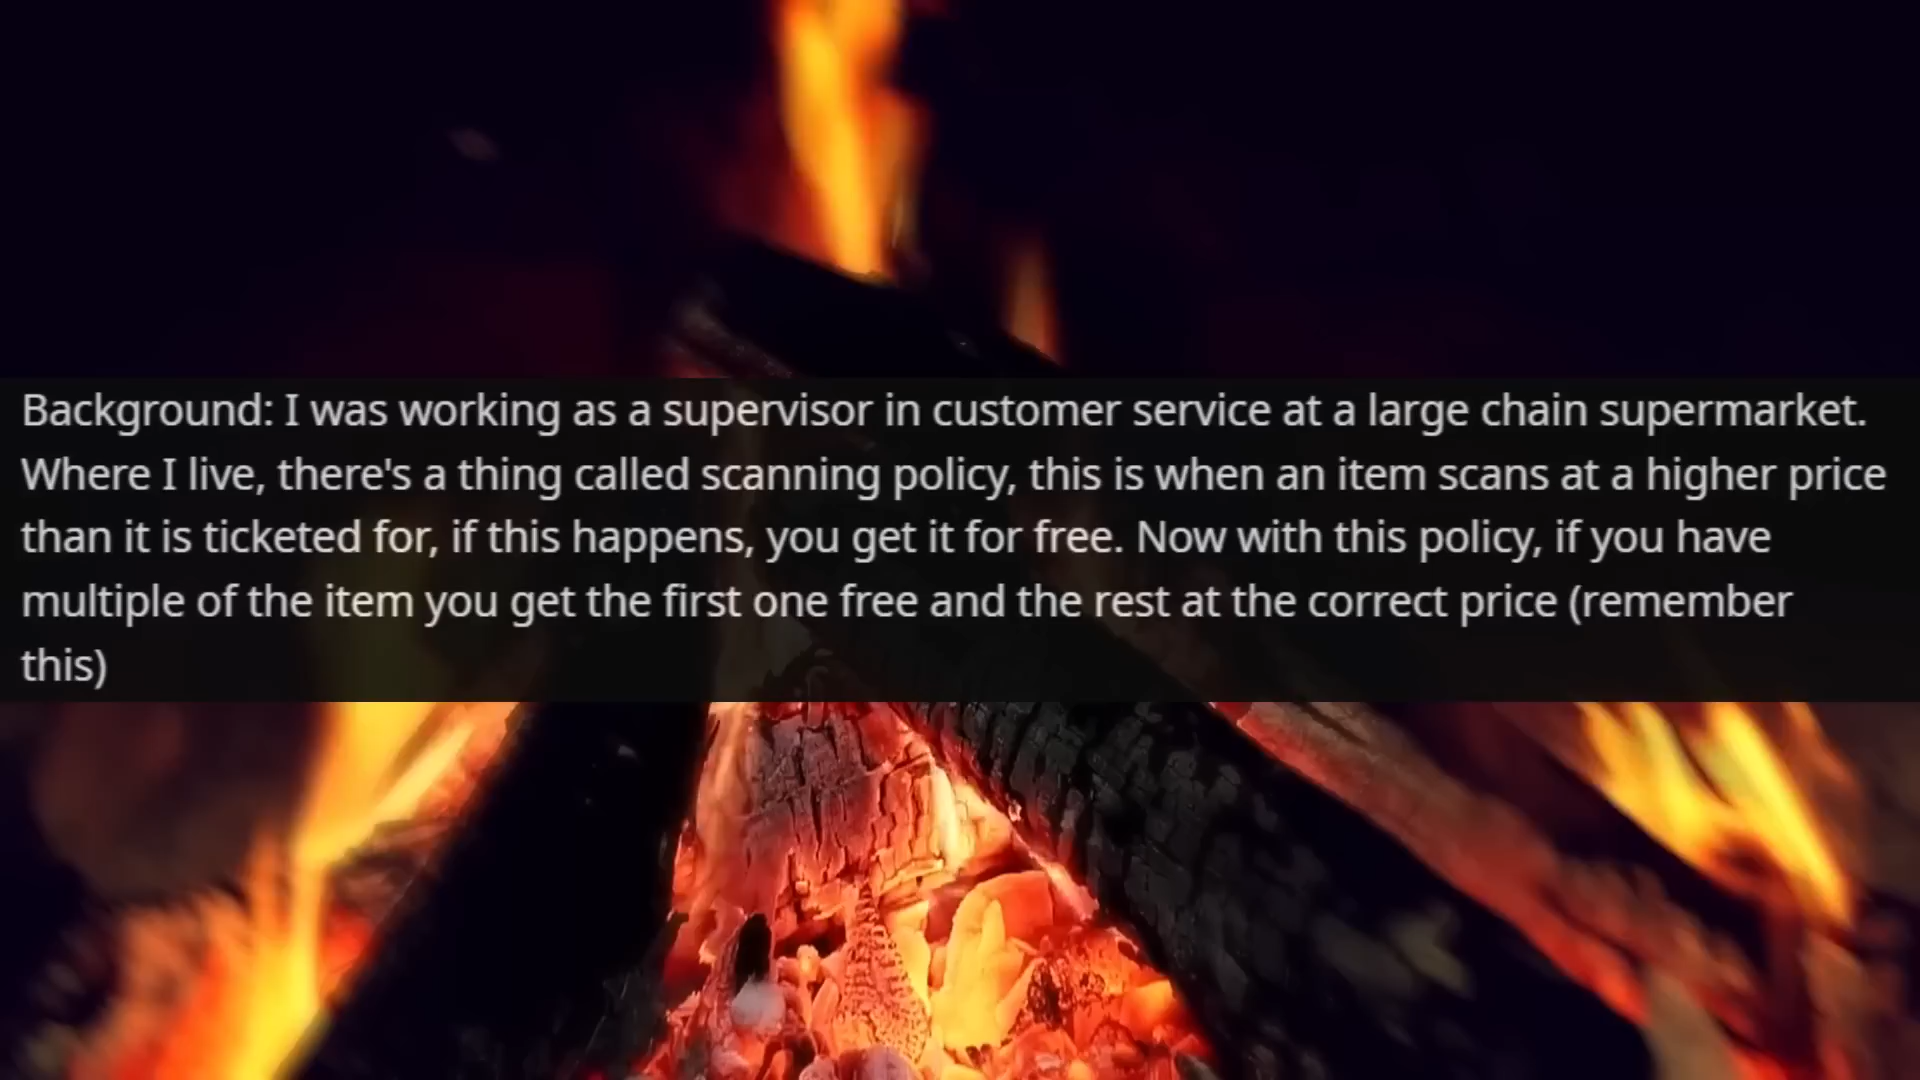 Background: I was working as a supervisor in customer service at a large chain supermarket.
Where I live, there's a thing called scanning policy, this is when an item scans at a higher price
than it is ticketed for, if this happens, you get it for free. Now with this policy, if you have
multiple of the item you get the first one free and the rest at the correct price (remember
this)